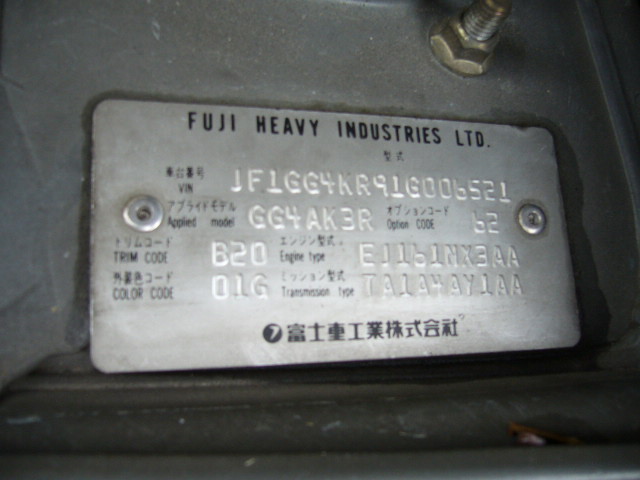 FUJI HEAVY INDUSTRIES LTD.
型式
車台番号
VIN JF1GG4KR91G006521
アプライドモデル オプションコード
Applied model GG4AK3R Option CODE 62
トリムコード エンジン型式
TRIM CODE B20 Engine type EJ161NX3AA
外装色コード ミッション型式
COLOR CODE 01G Transmission type TA1A4AY1AA
富士重工業株式会社